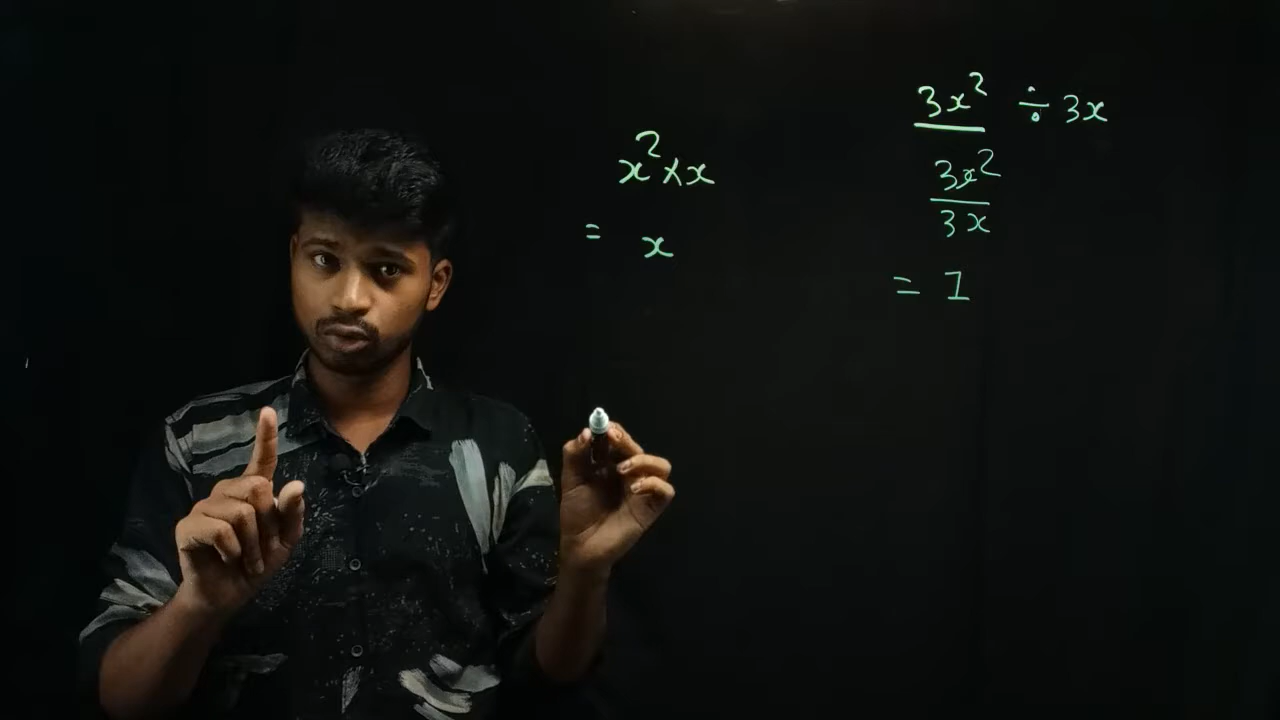 x² × x
= x
3x² ÷ 3x
3x²
3x
= 1